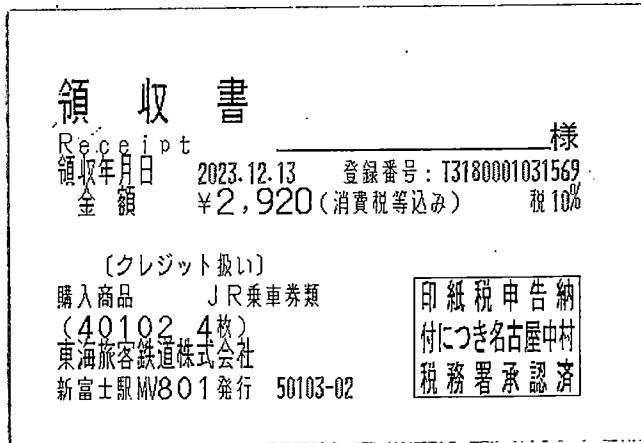 領収書
Receipt 様
領収年月日 2023.12.13 登録番号:T3180001031569
金額 ¥2,920(消費税等込み) 税10%
〔クレジット扱い〕
購入商品 JR乗車券類
(40102 4枚)
東海旅客鉄道株式会社
新富士駅MV801発行 50103-02
印紙税申告納
付につき名古屋中村
税務署承認済